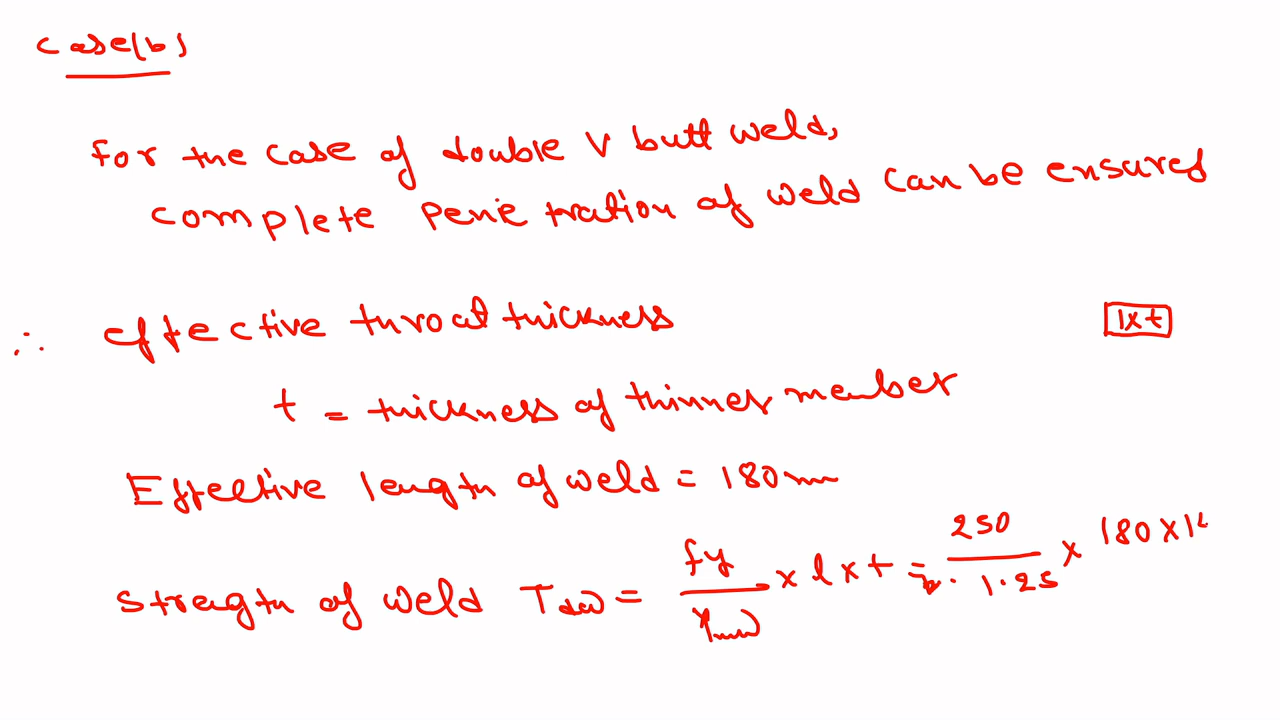 case(b)
For the case of double V butt weld,
complete penetration of weld can be ensured
∴ effective throat thickness
1xt
t = thickness of thinner member
Effective length of weld = 180mm
Strength of weld Tdw = fy/γmw x l x t = 250/1.25 x 180 x 1